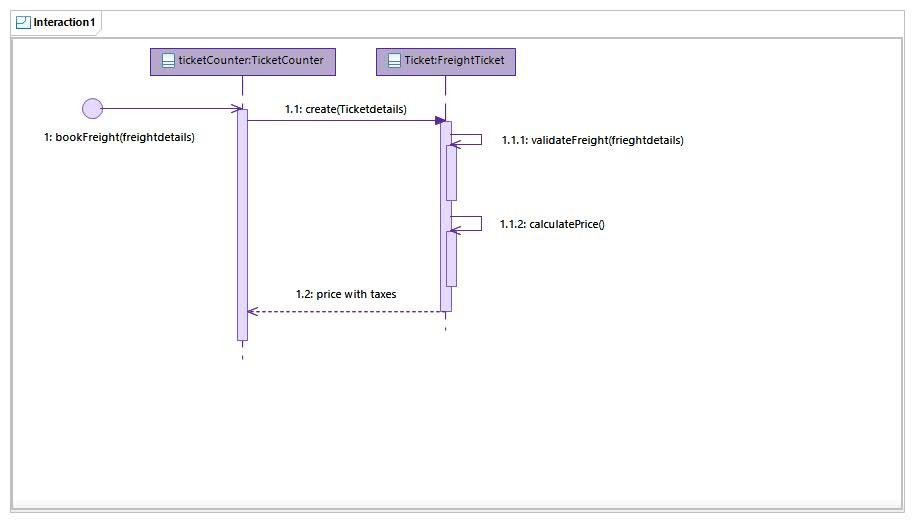 Interaction1
ticketCounter:TicketCounter
Ticket:FreightTicket
1: bookFreight(freightdetails)
1.1: create(Ticketdetails)
1.1.1: validateFreight(frieghtdetails)
1.1.2: calculatePrice()
1.2: price with taxes